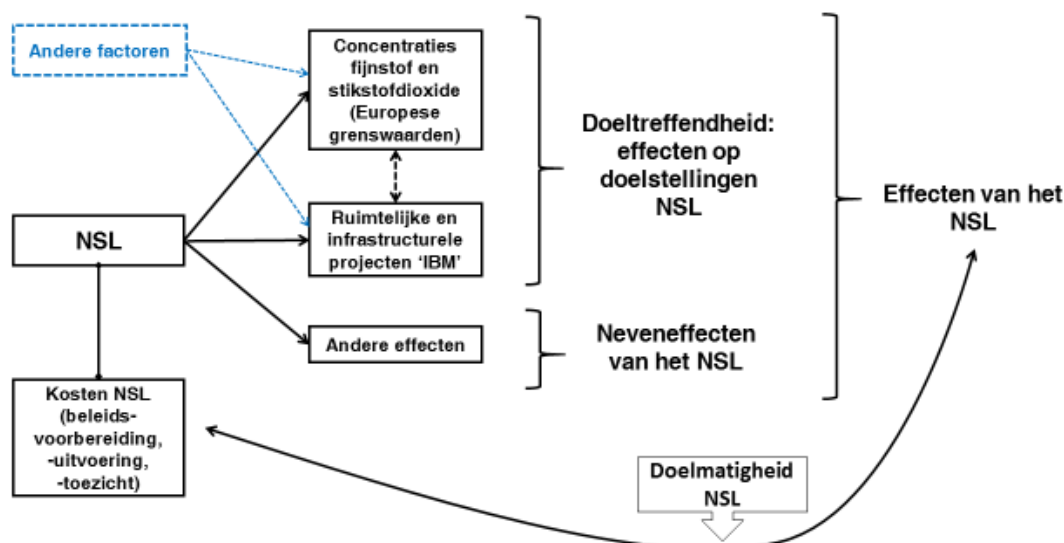 Andere factoren
Concentraties
fijnstof en
stikstofdioxide
(Europese
grenswaarden)
Doeltreffendheid:
effecten op
doelstellingen
NSL
Effecten van het
NSL
NSL
Ruimtelijke en
infrastructurele
projecten ‘IBM’
Andere effecten
Neveneffecten
van het NSL
Kosten NSL
(beleids-
voorbereiding,
-uitvoering,
-toezicht)
Doelmatigheid
NSL